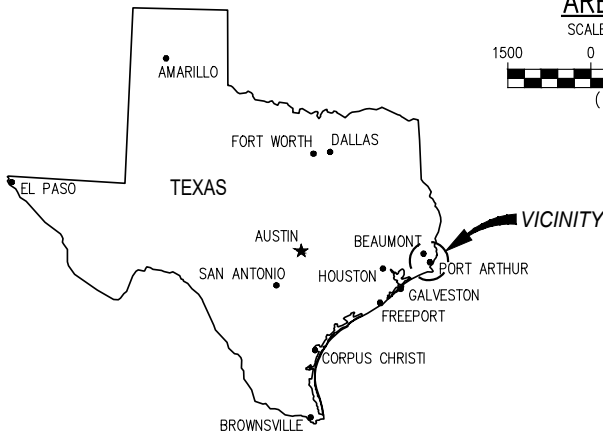 ARE
SCALE
1500 0
(
AMARILLO
FORT WORTH DALLAS
EL PASO
TEXAS
VICINITY
AUSTIN
BEAUMONT
PORT ARTHUR
SAN ANTONIO
HOUSTON
GALVESTON
FREEPORT
CORPUS CHRISTI
BROWNSVILLE